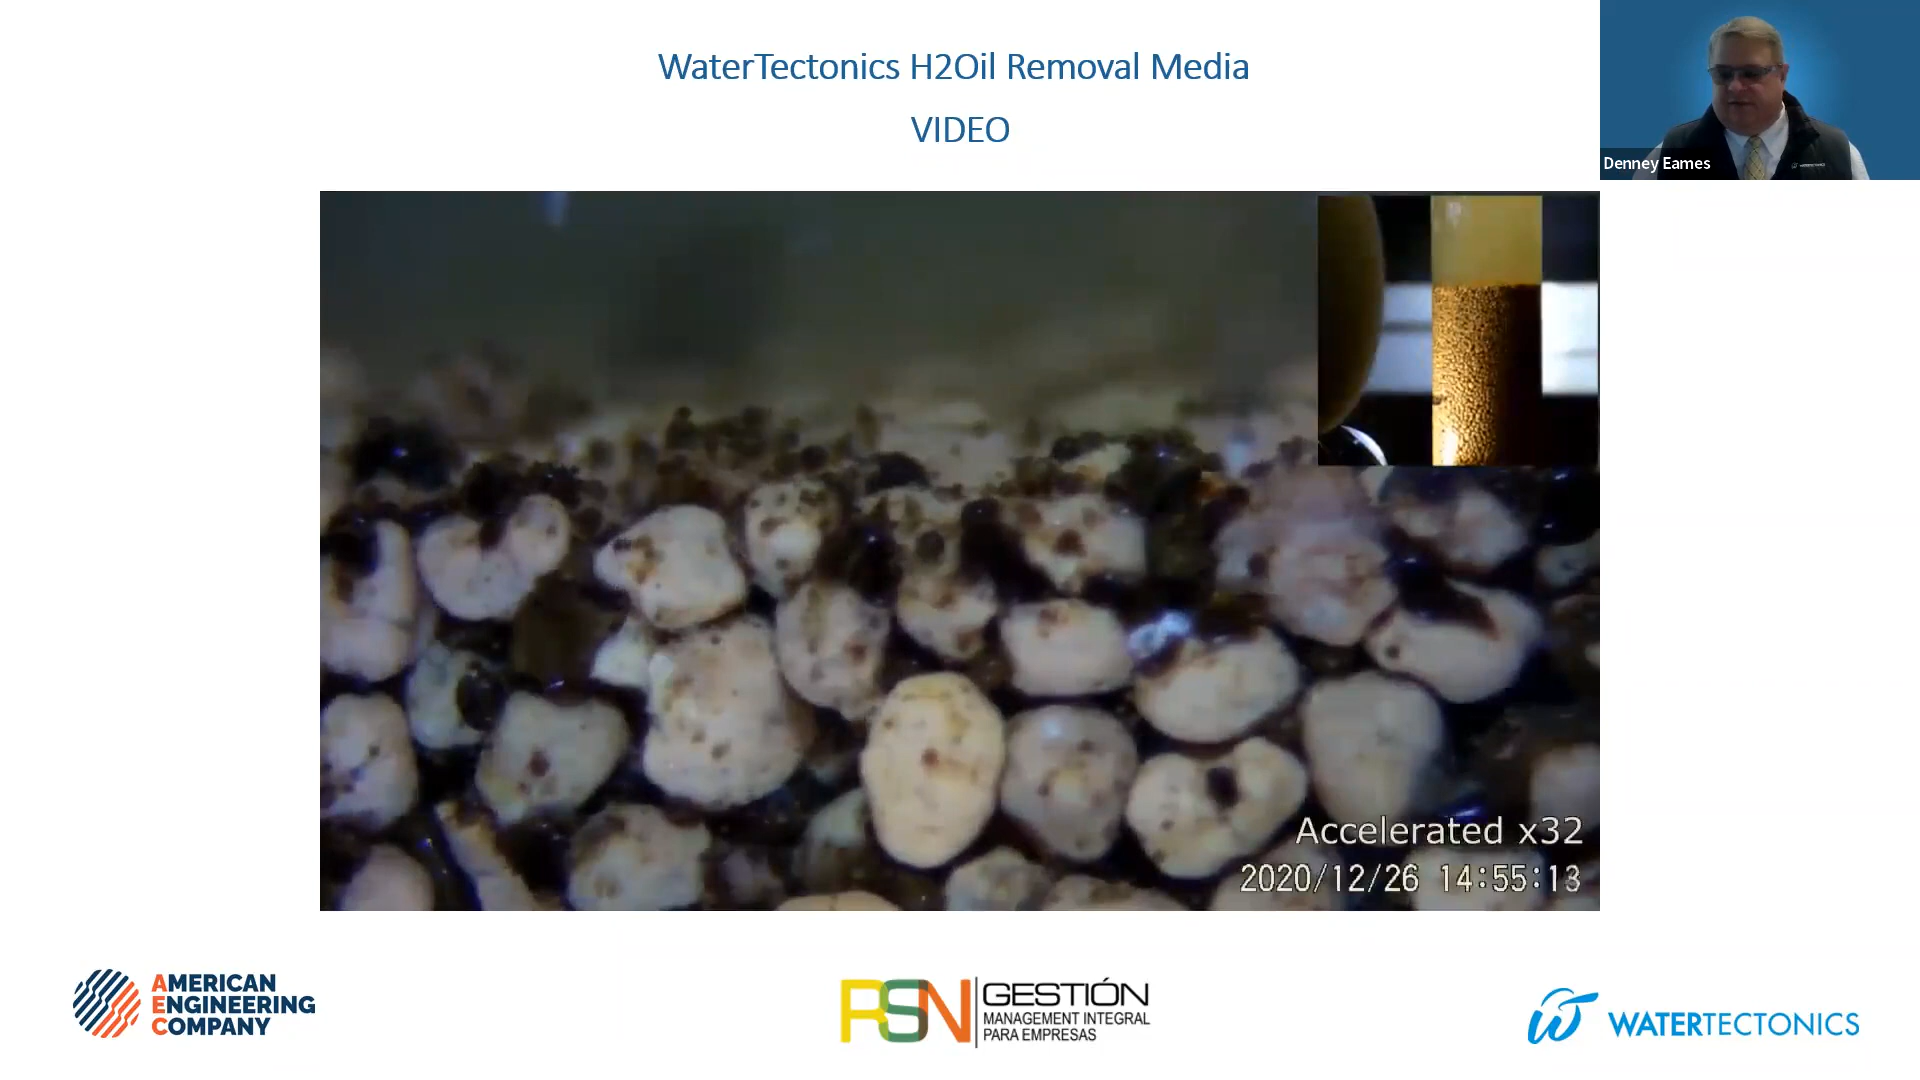 WaterTectonics H2Oil Removal Media
VIDEO
Denney Eames
Accelerated x32
2020/12/26 14:55:13
AMERICAN
ENGINEERING
COMPANY
RSN GESTIÓN
MANAGEMENT INTEGRAL
PARA EMPRESAS
WATERTECTONICS